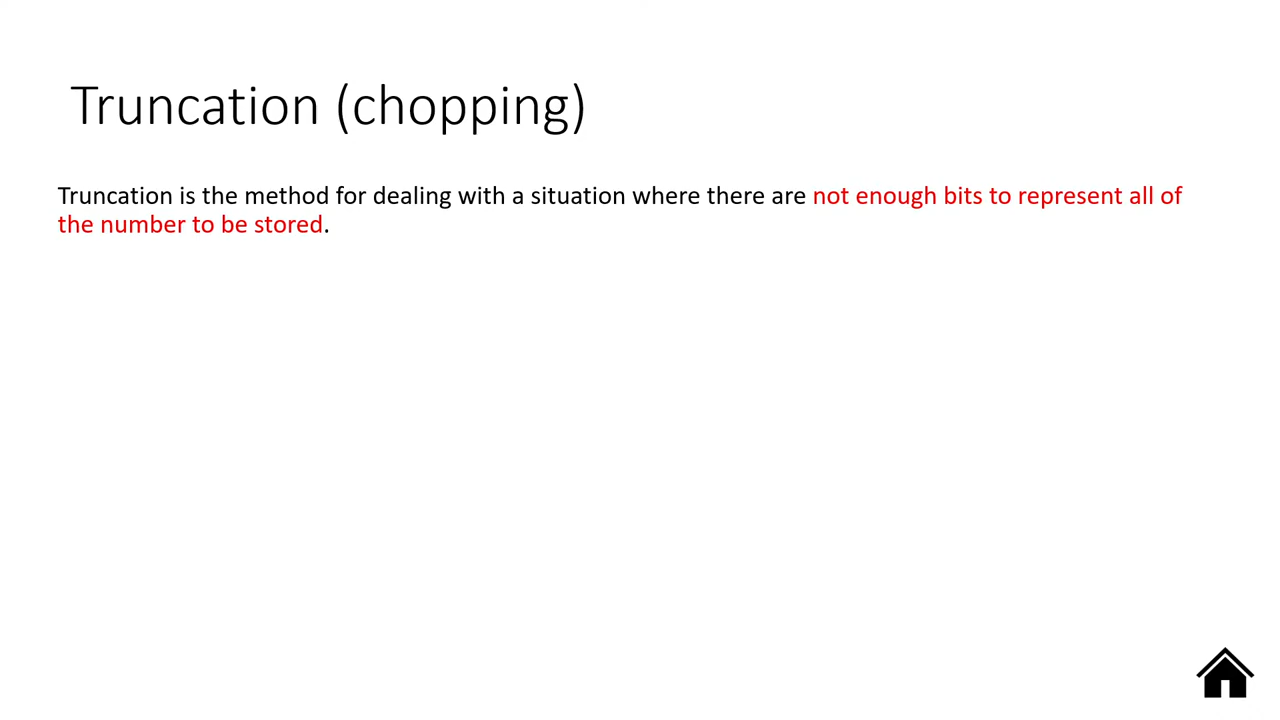 Truncation (chopping)
Truncation is the method for dealing with a situation where there are not enough bits to represent all of
the number to be stored.